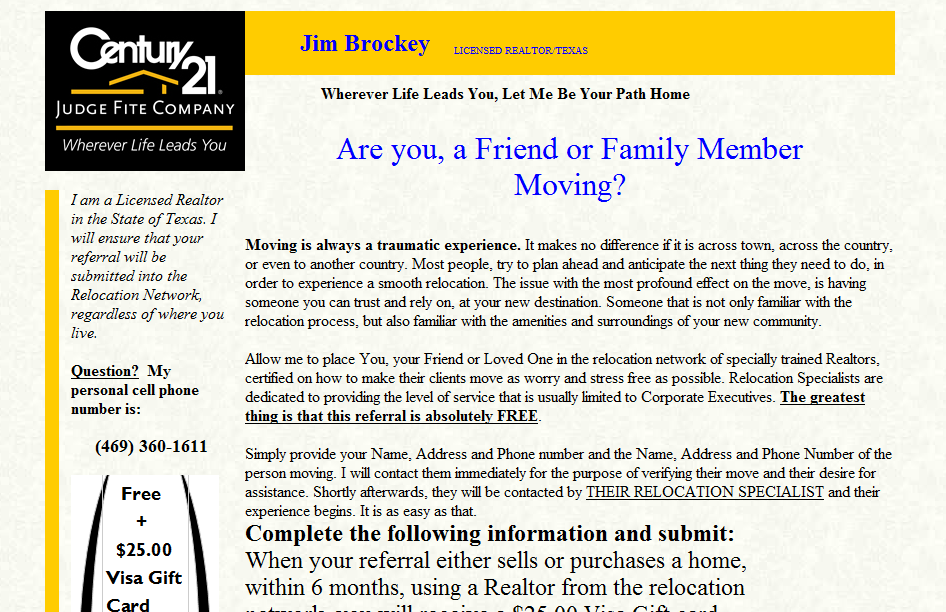 Century 21
JUDGE FITE COMPANY
Wherever Life Leads You
Jim Brockey LICENSED REALTOR/TEXAS
Wherever Life Leads You, Let Me Be Your Path Home
Are you, a Friend or Family Member
Moving?
I am a Licensed Realtor
in the State of Texas. I
will ensure that your
referral will be
submitted into the
Relocation Network,
regardless of where you
live.
Question? My
personal cell phone
number is:
(469) 360-1611
Free
+
$25.00
Visa Gift
Card
Moving is always a traumatic experience. It makes no difference if it is across town, across the country,
or even to another country. Most people, try to plan ahead and anticipate the next thing they need to do, in
order to experience a smooth relocation. The issue with the most profound effect on the move, is having
someone you can trust and rely on, at your new destination. Someone that is not only familiar with the
relocation process, but also familiar with the amenities and surroundings of your new community.
Allow me to place You, your Friend or Loved One in the relocation network of specially trained Realtors,
certified on how to make their clients move as worry and stress free as possible. Relocation Specialists are
dedicated to providing the level of service that is usually limited to Corporate Executives. The greatest
thing is that this referral is absolutely FREE.
Simply provide your Name, Address and Phone number and the Name, Address and Phone Number of the
person moving. I will contact them immediately for the purpose of verifying their move and their desire for
assistance. Shortly afterwards, they will be contacted by THEIR RELOCATION SPECIALIST and their
experience begins. It is as easy as that.
Complete the following information and submit:
When your referral either sells or purchases a home,
within 6 months, using a Realtor from the relocation
network, you will receive a $25.00 Visa Gift card